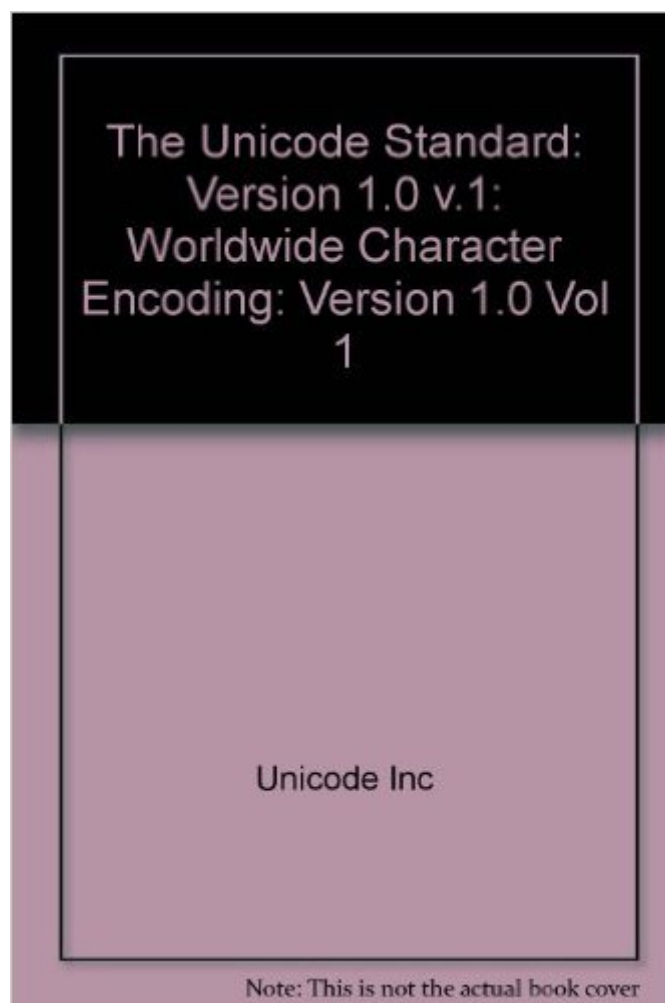 The Unicode Standard:
Version 1.0 v.1:
Worldwide Character
Encoding: Version 1.0 Vol
1
Unicode Inc
Note: This is not the actual book cover